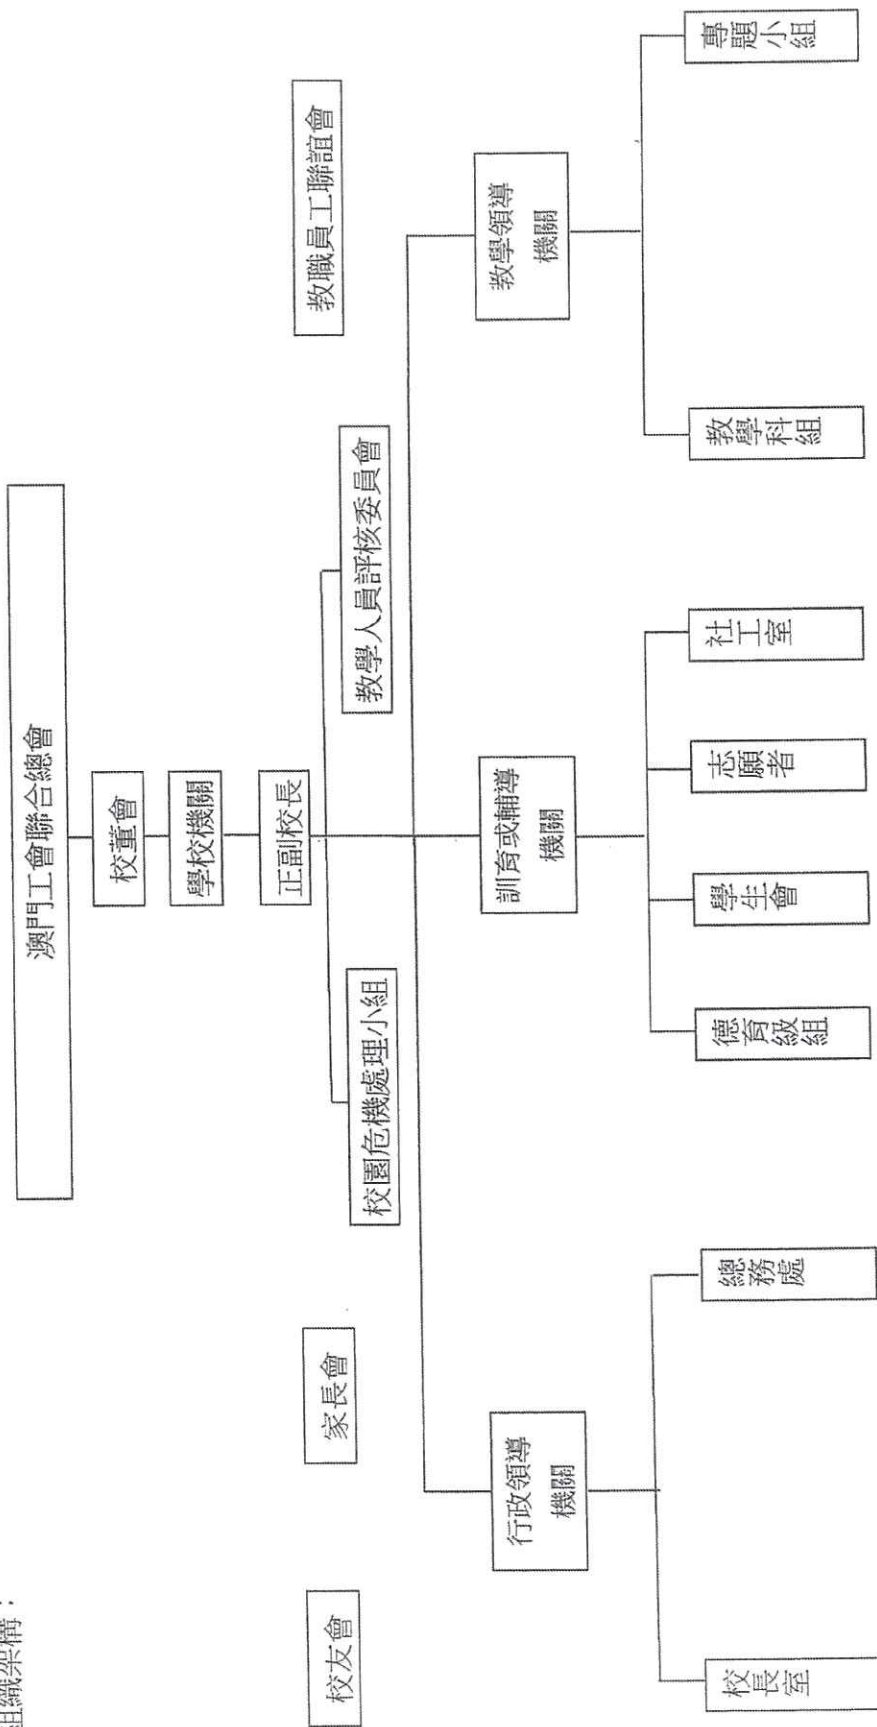 組織架構：
澳門工會聯合總會
校董會
學校機關
正副校長
校友會
家長會
教職員工聯誼會
校園危機處理小組
教學人員評核委員會
行政領導
機關
訓育或輔導
機關
教學領導
機關
校長室
總務處
德育級組
學生會
志願者
社工室
教學科組
專題小組